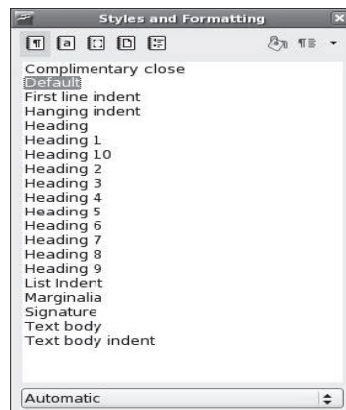 Styles and Formatting
Complimentary close
Default
First line indent
Hanging indent
Heading
Heading 1
Heading 10
Heading 2
Heading 3
Heading 4
Heading 5
Heading 6
Heading 7
Heading 8
Heading 9
List Indent
Marginalia
Signature
Text body
Text body indent
Automatic